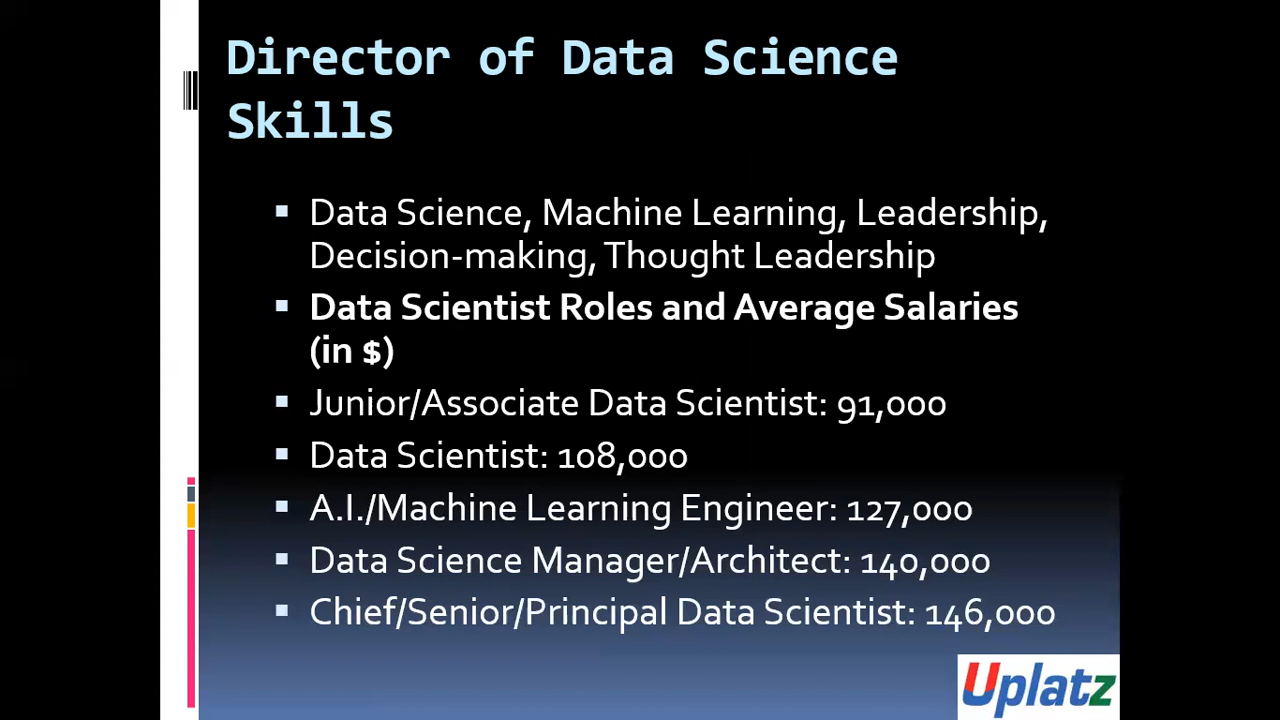 Director of Data Science
Skills
Data Science, Machine Learning, Leadership,
Decision-making, Thought Leadership
Data Scientist Roles and Average Salaries
(in $)
Junior/Associate Data Scientist: 91,000
Data Scientist: 108,000
A.I./Machine Learning Engineer: 127,000
Data Science Manager/Architect: 140,000
Chief/Senior/Principal Data Scientist: 146,000
Uplatz